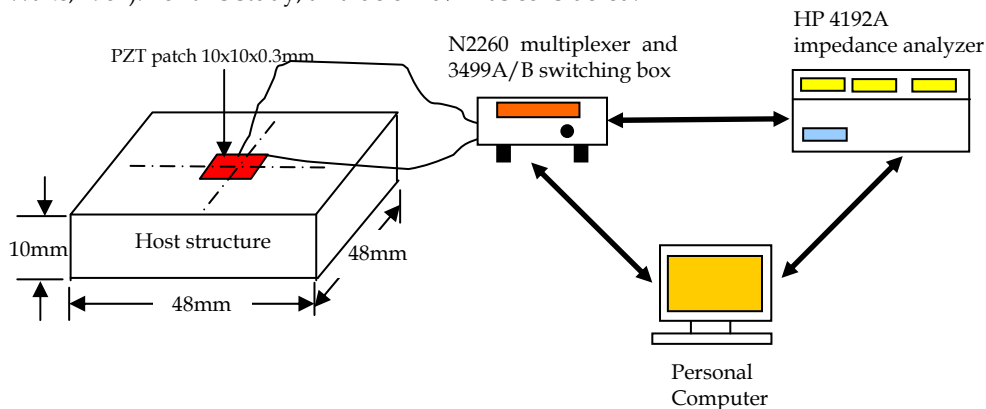 HP 4192A
impedance analyzer
N2260 multiplexer and
3499A/B switching box
PZT patch 10x10x0.3mm
10mm
Host structure
48mm
48mm
Personal
Computer